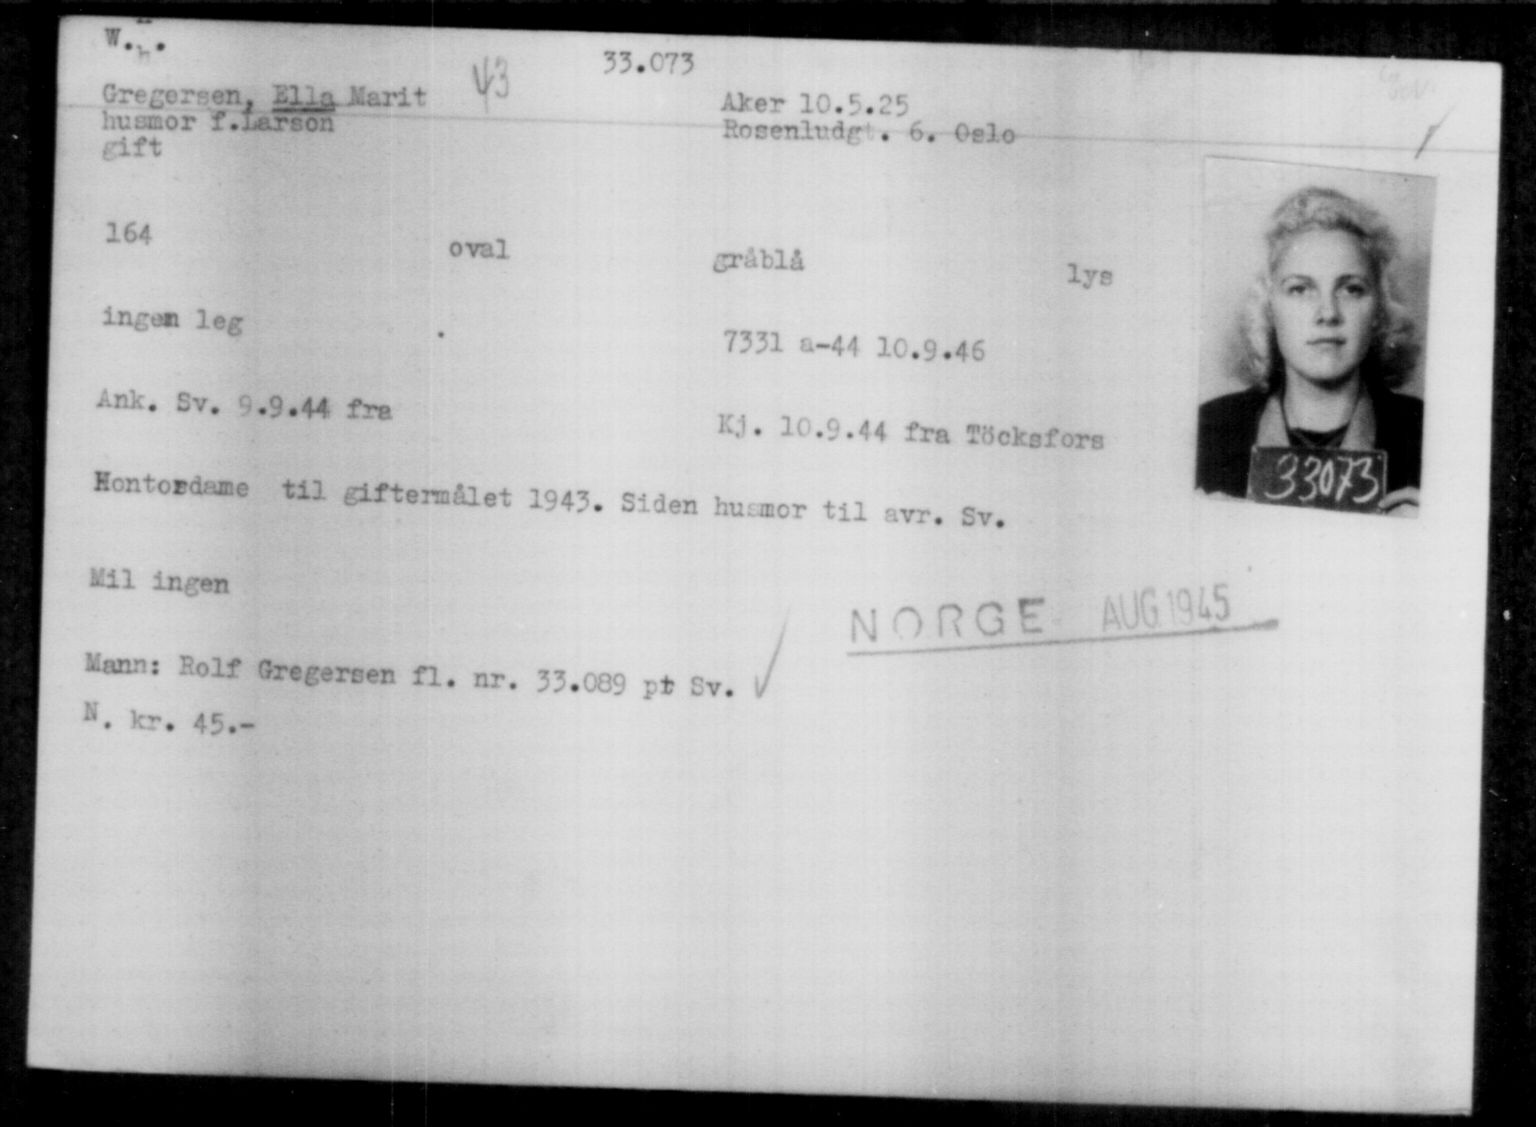 W..
33.073
43
Gregersen, Ella Marit
Aker 10.5.25
husmor f.Larson
Rosenludgt. 6. Oslo
gift
164
oval
gråblå
lys
ingen leg
7331 a-44 10.9.46
Ank. Sv. 9.9.44 fra
Kj. 10.9.44 fra Töcksfors
33073
Kontordame til giftermålet 1943. Siden husmor til avr. Sv.
Mil ingen
NORGE AUG 1945
Mann: Rolf Gregersen fl. nr. 33.089 pt Sv.
N. kr. 45.-